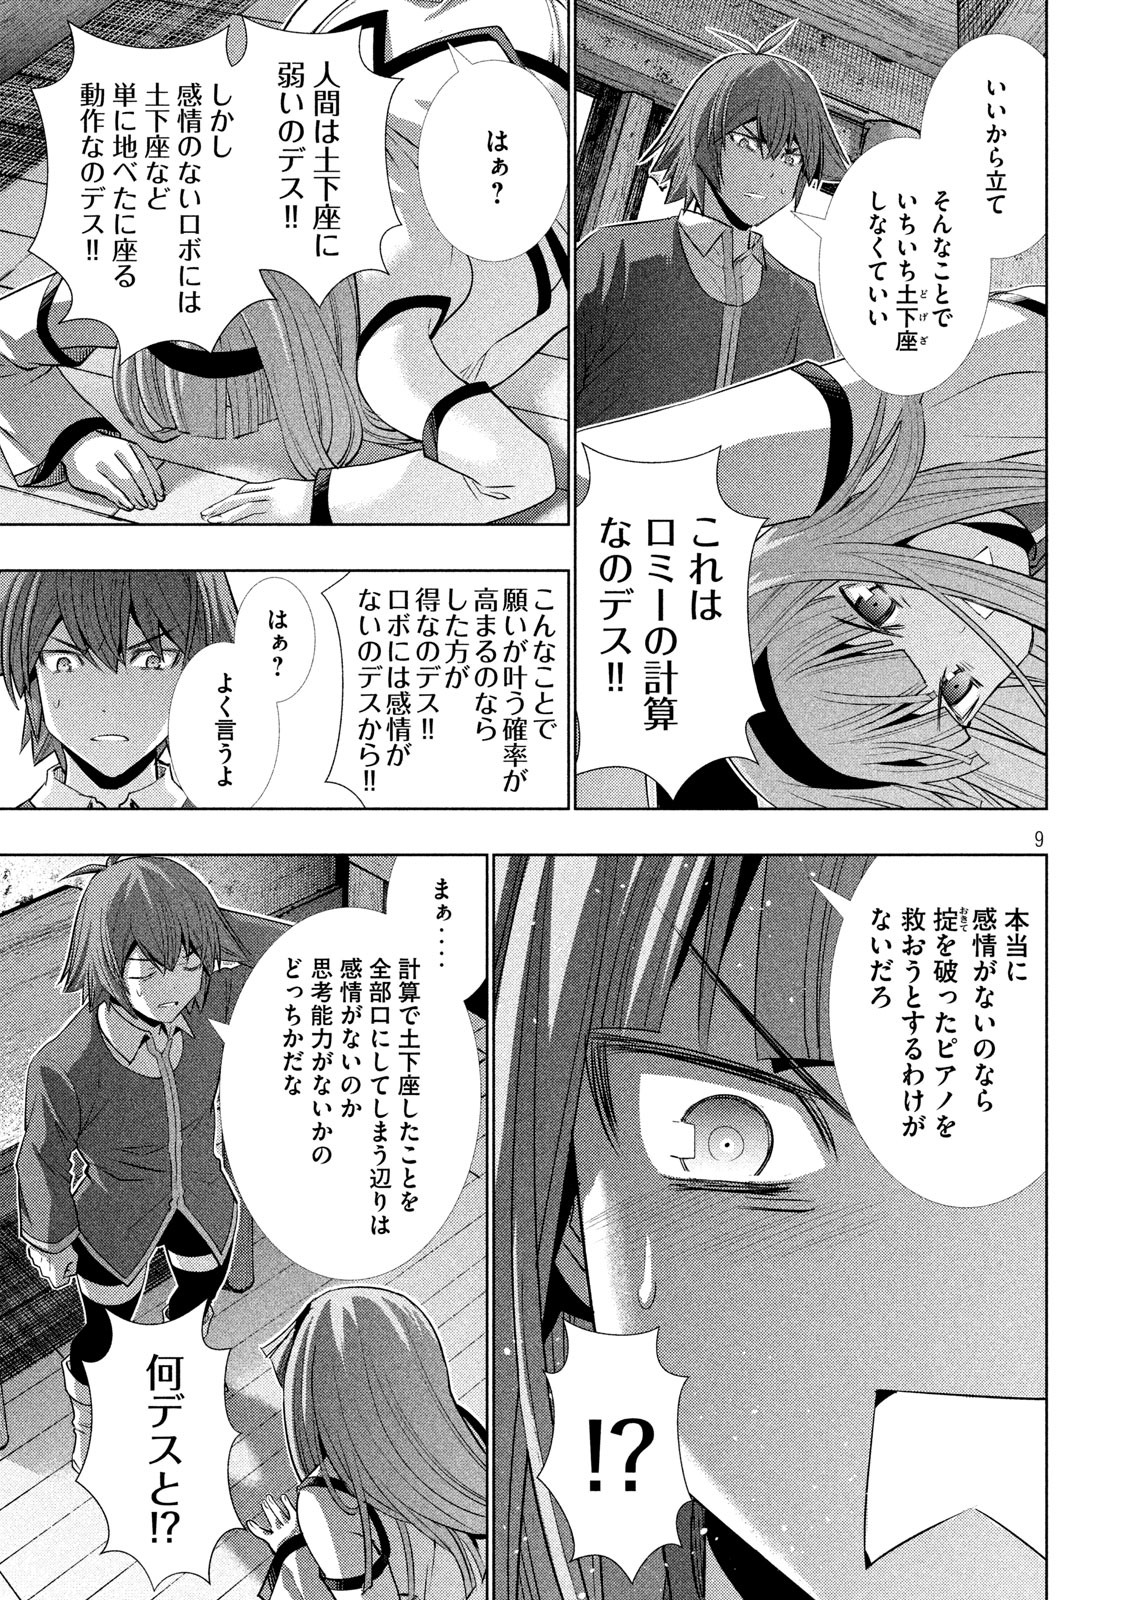 いいから立て
そんなことで
いちいち土下座
どげざ
しなくていい
これは
ロミーの計算
なのデス!!
はぁ?
人間は土下座に
弱いのデス!!
しかし
感情のないロボには
土下座など
単に地べたに座る
動作なのデス!!
こんなことで
願いが叶う確率が
高まるのなら
した方が
得なのデス!!
ロボには感情が
ないのデスから!!
はぁ?
よく言うよ
9
本当に
感情がないのなら
掟を破ったピアノを
おきて
救おうとするわけが
ないだろ
!?
まぁ・・・・
計算で土下座したことを
全部口にしてしまう辺りは
感情がないのか
思考能力がないかの
どっちかだな
何デスと!?